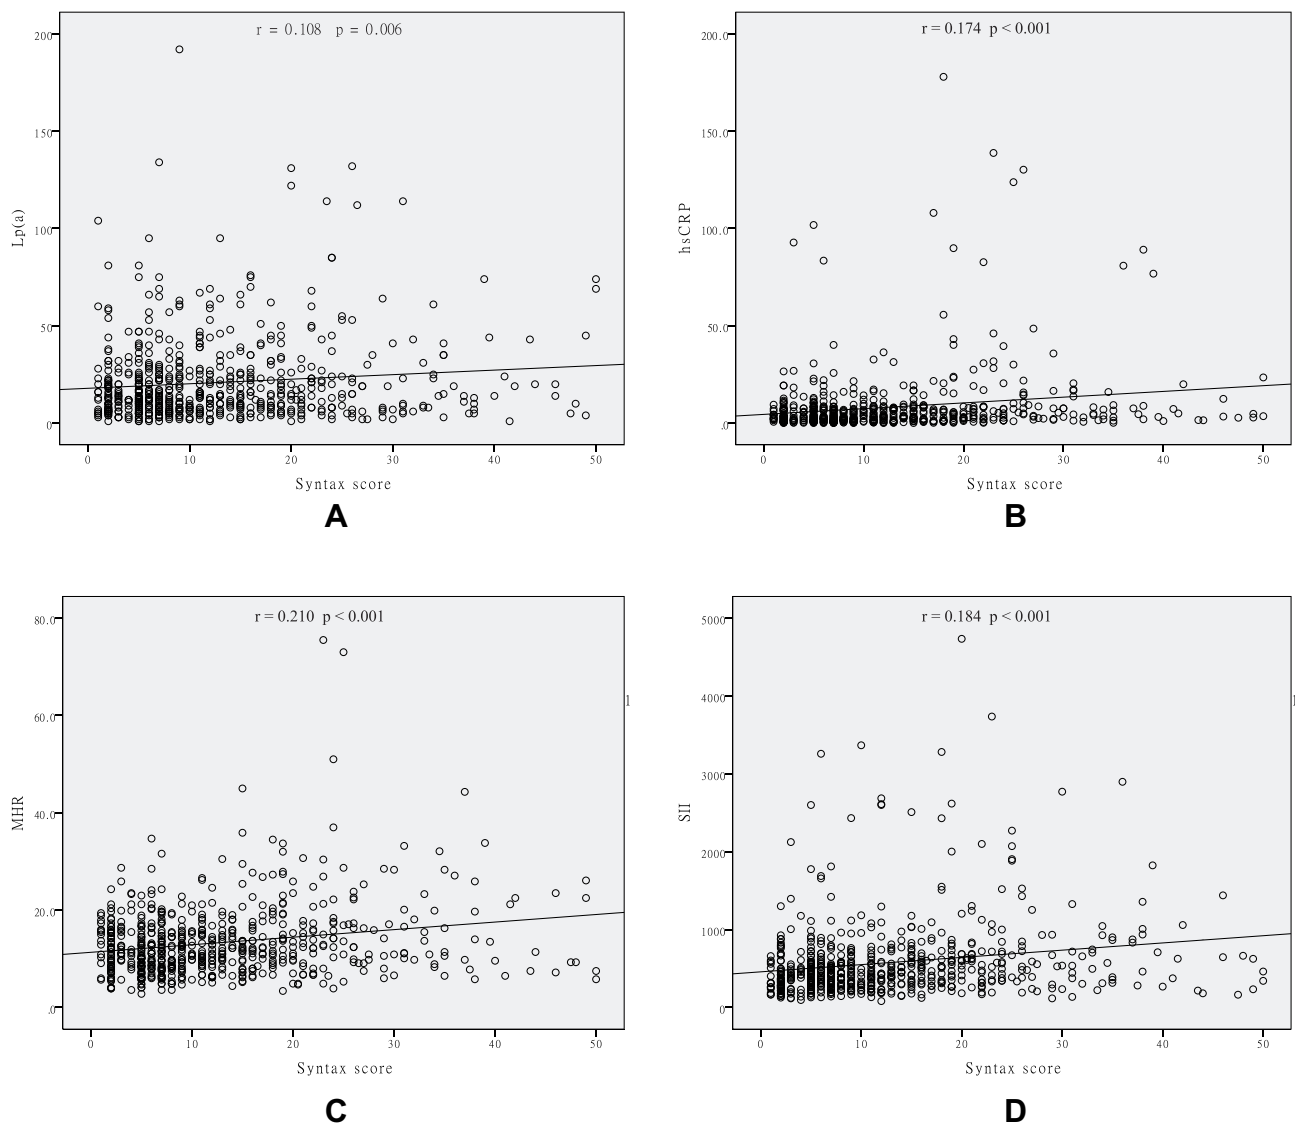 r = 0.108 p = 0.006
200
150
100
50
0
Lp(a)
0 10 20 30 40 50
Syntax score
A
r = 0.174 p < 0.001
200.0
150.0
100.0
50.0
.0
hsCRP
0 10 20 30 40 50
Syntax score
B
r = 0.210 p < 0.001
80.0
60.0
40.0
20.0
.0
MHR
0 10 20 30 40 50
Syntax score
C
r = 0.184 p < 0.001
5000
4000
3000
2000
1000
0
SII
0 10 20 30 40 50
Syntax score
D